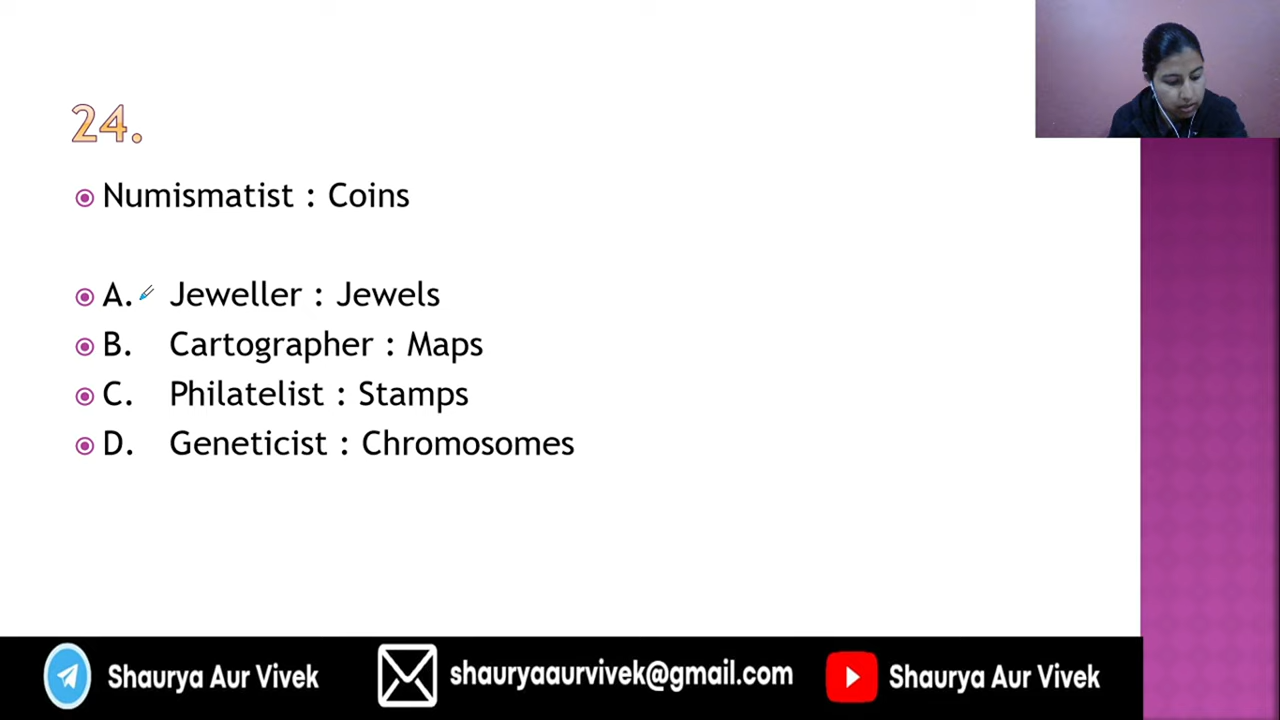 24.
Numismatist : Coins
A. Jeweller : Jewels
B. Cartographer : Maps
C. Philatelist : Stamps
D. Geneticist : Chromosomes
Shaurya Aur Vivek
shauryaaurvivek@gmail.com
Shaurya Aur Vivek